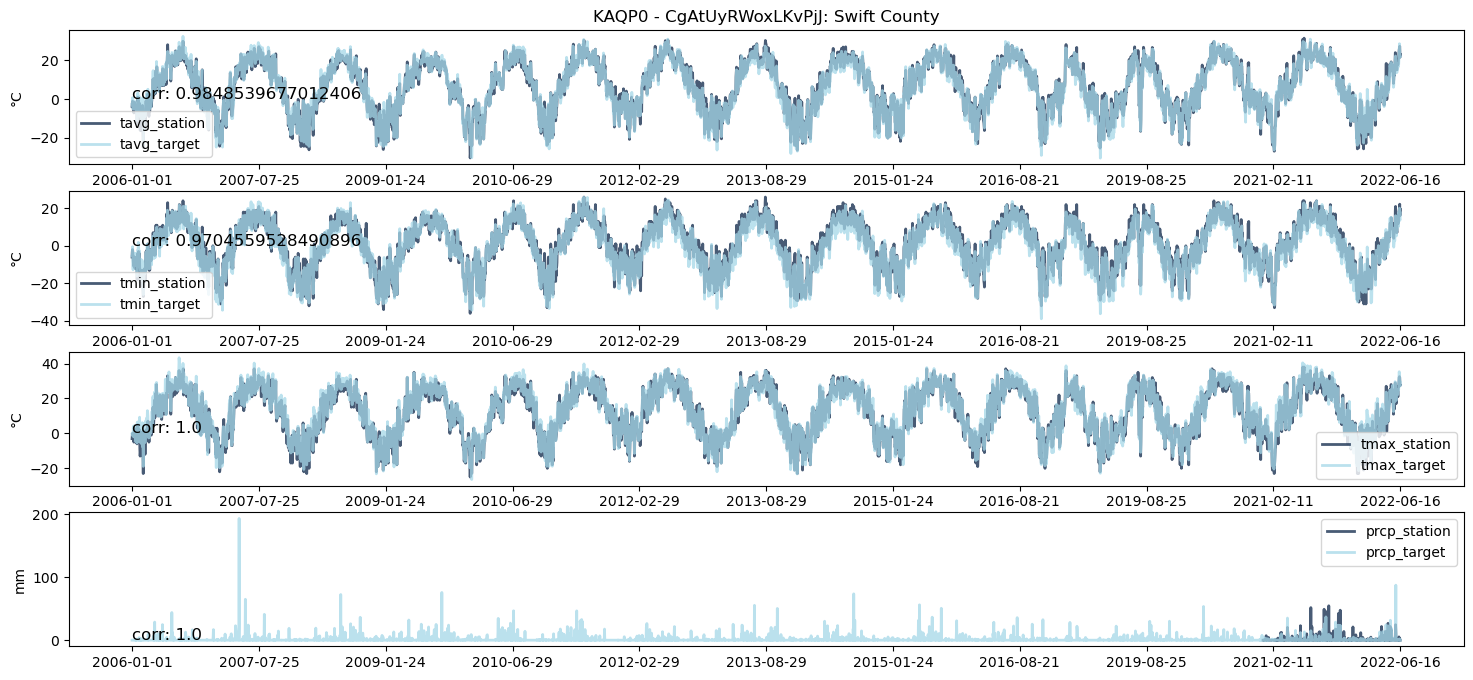 KAQP0 - CgAtUyRWoxLKvPjJ: Swift County
20
0
−20
°C
corr: 0.9848539677012406
tavg_station
tavg_target
2006-01-01 2007-07-25 2009-01-24 2010-06-29 2012-02-29 2013-08-29 2015-01-24 2016-08-21 2019-08-25 2021-02-11 2022-06-16
20
0
−20
−40
°C
corr: 0.9704559528490896
tmin_station
tmin_target
2006-01-01 2007-07-25 2009-01-24 2010-06-29 2012-02-29 2013-08-29 2015-01-24 2016-08-21 2019-08-25 2021-02-11 2022-06-16
40
20
0
−20
°C
corr: 1.0
tmax_station
tmax_target
2006-01-01 2007-07-25 2009-01-24 2010-06-29 2012-02-29 2013-08-29 2015-01-24 2016-08-21 2019-08-25 2021-02-11 2022-06-16
200
100
0
mm
corr: 1.0
prcp_station
prcp_target
2006-01-01 2007-07-25 2009-01-24 2010-06-29 2012-02-29 2013-08-29 2015-01-24 2016-08-21 2019-08-25 2021-02-11 2022-06-16